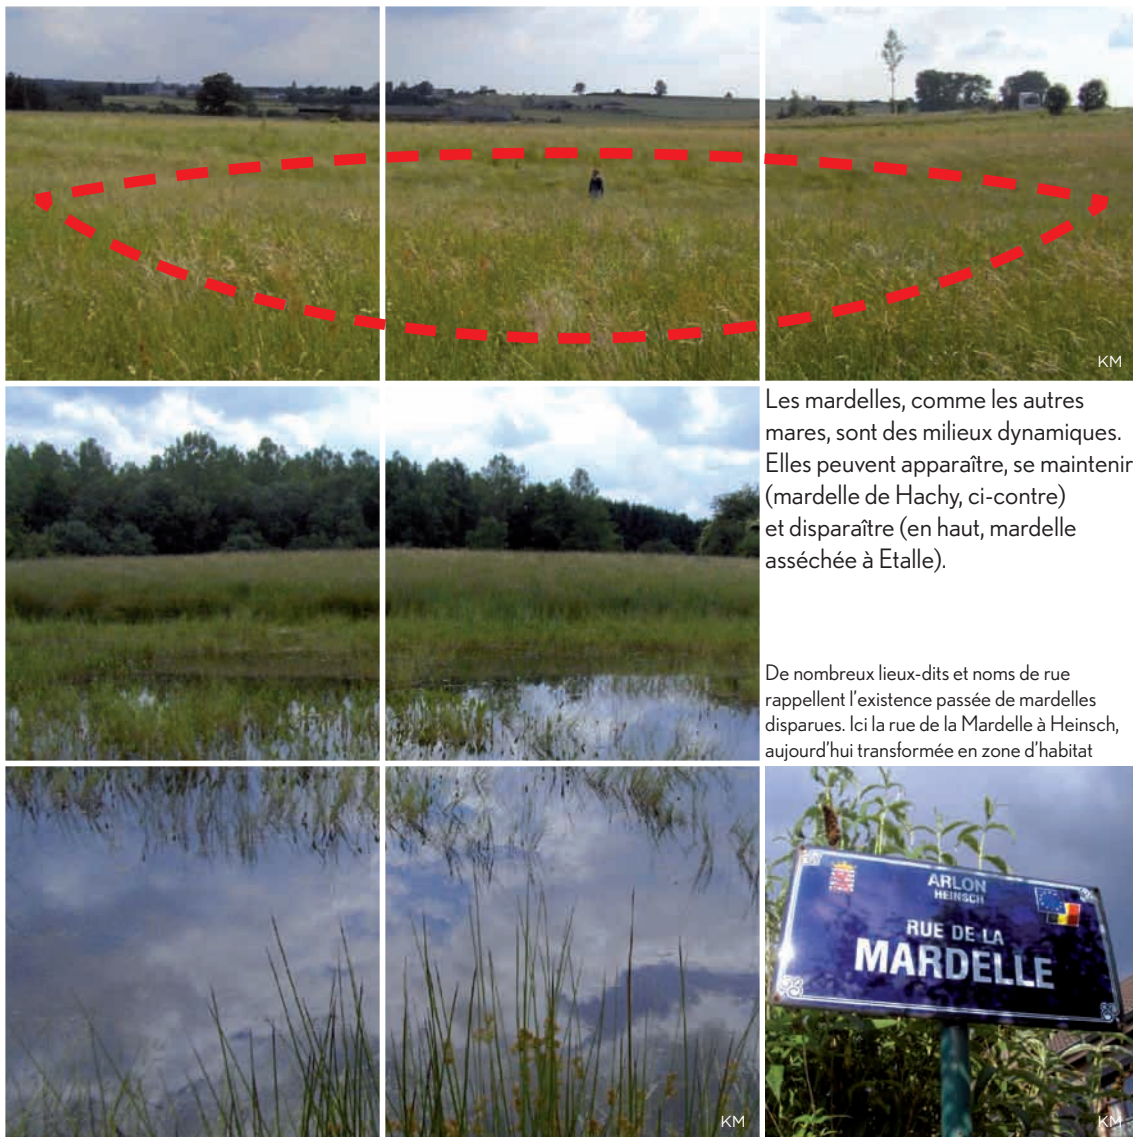 KM
Les mardelles, comme les autres
mares, sont des milieux dynamiques.
Elles peuvent apparaître, se maintenir
(mardelle de Hachy, ci-contre)
et disparaître (en haut, mardelle
asséchée à Etalle).
De nombreux lieux-dits et noms de rue
rappellent l'existence passée de mardelles
disparues. Ici la rue de la Mardelle à Heinsch,
aujourd'hui transformée en zone d'habitat
KM
ARLON
HEINSCH
RUE DE LA
MARDELLE
KM